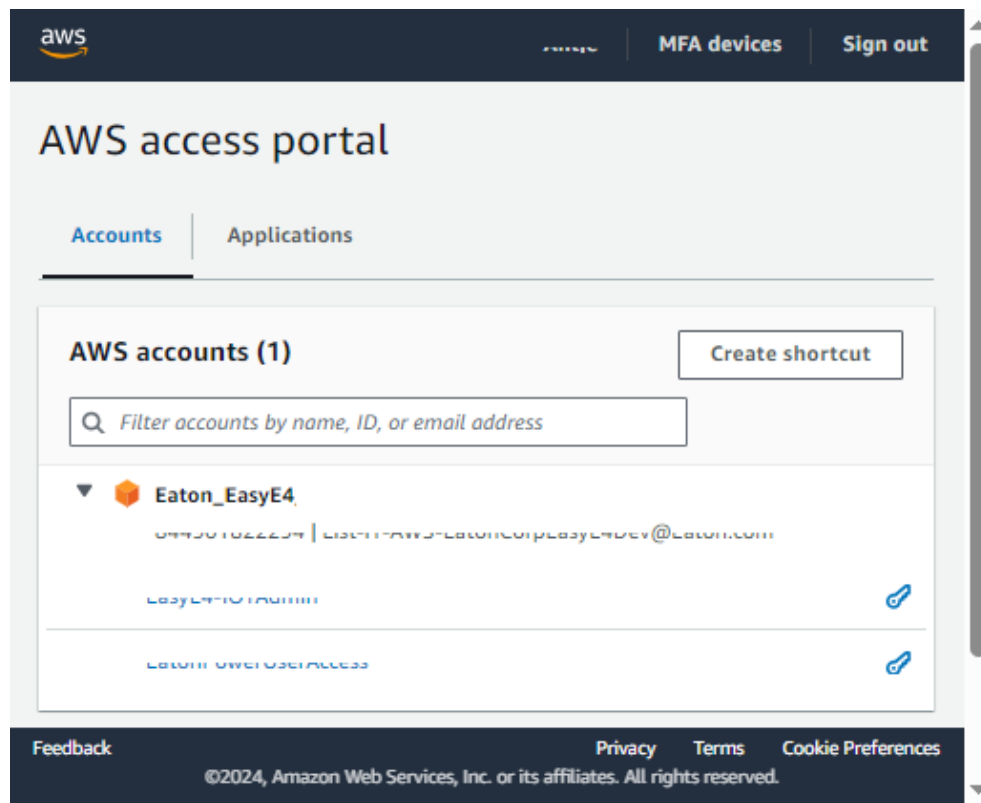 aws
MFA devices Sign out
AWS access portal
Accounts Applications
AWS accounts (1)
Create shortcut
Filter accounts by name, ID, or email address
Eaton_EasyE4
Feedback Privacy Terms Cookie Preferences
©2024, Amazon Web Services, Inc. or its affiliates. All rights reserved.